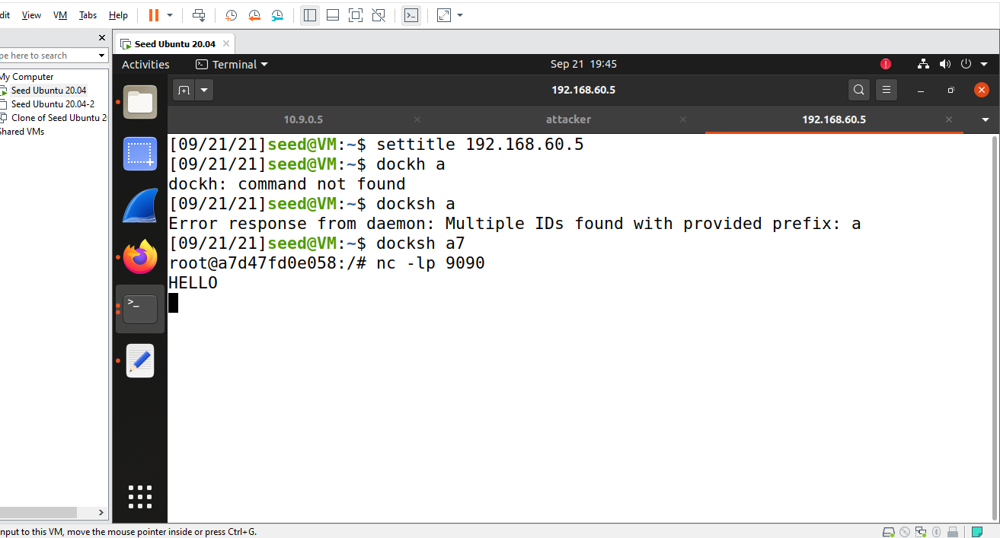 dit View VM Tabs Help
Seed Ubuntu 20.04
pe here to search
My Computer
Seed Ubuntu 20.04
Seed Ubuntu 20.04-2
Clone of Seed Ubuntu 2
Shared VMs
Activities Terminal Sep 21 19:45
192.168.60.5
10.9.0.5 attacker 192.168.60.5
[09/21/21]seed@VM:~$ settitle 192.168.60.5
[09/21/21]seed@VM:~$ dockh a
dockh: command not found
[09/21/21]seed@VM:~$ docksh a
Error response from daemon: Multiple IDs found with provided prefix: a
[09/21/21]seed@VM:~$ docksh a7
root@a7d47fd0e058:/# nc -lp 9090
HELLO
nput to this VM, move the mouse pointer inside or press Ctrl+G.